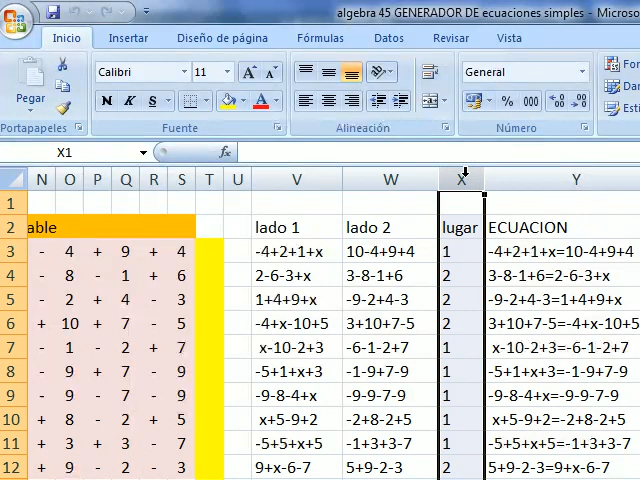 algebra 45 GENERADOR DE ecuaciones simples - Microso
Inicio Insertar Diseño de página Fórmulas Datos Revisar Vista
Pegar Calibri 11 General
N K S % 000
Portapapeles Fuente Alineación Número
X1 fx
N O P Q R S T U V W X Y
1
2 able lado 1 lado 2 lugar ECUACION
3 - 4 + 9 + 4 -4+2+1+x 10-4+9+4 1 -4+2+1+x=10-4+9+4
4 - 8 - 1 + 6 2-6-3+x 3-8-1+6 2 3-8-1+6=2-6-3+x
5 - 2 + 4 - 3 1+4+9+x -9-2+4-3 2 -9-2+4-3=1+4+9+x
6 + 10 + 7 - 5 -4+x-10+5 3+10+7-5 2 3+10+7-5=-4+x-10+5
7 - 1 - 2 + 7 x-10-2+3 -6-1-2+7 1 x-10-2+3=-6-1-2+7
8 - 9 + 7 - 9 -5+1+x+3 -1-9+7-9 1 -5+1+x+3=-1-9+7-9
9 - 9 - 7 - 9 -9-8-4+x -9-9-7-9 1 -9-8-4+x=-9-9-7-9
10 + 8 - 2 + 5 x+5-9+2 -2+8-2+5 1 x+5-9+2=-2+8-2+5
11 + 3 + 3 - 7 -5+5+x+5 -1+3+3-7 1 -5+5+x+5=-1+3+3-7
12 + 9 - 2 - 3 9+x-6-7 5+9-2-3 2 5+9-2-3=9+x-6-7